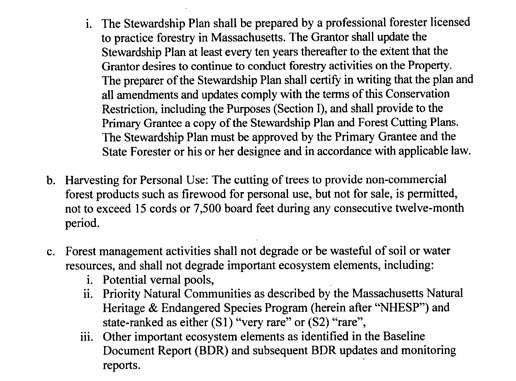 i. The Stewardship Plan shall be prepared by a professional forester licensed
to practice forestry in Massachusetts. The Grantor shall update the
Stewardship Plan at least every ten years thereafter to the extent that the
Grantor desires to continue to conduct forestry activities on the Property.
The preparer of the Stewardship Plan shall certify in writing that the plan and
all amendments and updates comply with the terms of this Conservation
Restriction, including the Purposes (Section I), and shall provide to the
Primary Grantee a copy of the Stewardship Plan and Forest Cutting Plans.
The Stewardship Plan must be approved by the Primary Grantee and the
State Forester or his or her designee and in accordance with applicable law.
b. Harvesting for Personal Use: The cutting of trees to provide non-commercial
forest products such as firewood for personal use, but not for sale, is permitted,
not to exceed 15 cords or 7,500 board feet during any consecutive twelve-month
period.
c. Forest management activities shall not degrade or be wasteful of soil or water
resources, and shall not degrade important ecosystem elements, including:
i. Potential vernal pools,
ii. Priority Natural Communities as described by the Massachusetts Natural
Heritage & Endangered Species Program (herein after “NHESP”) and
state-ranked as either (S1) “very rare” or (S2) “rare”,
iii. Other important ecosystem elements as identified in the Baseline
Document Report (BDR) and subsequent BDR updates and monitoring
reports.